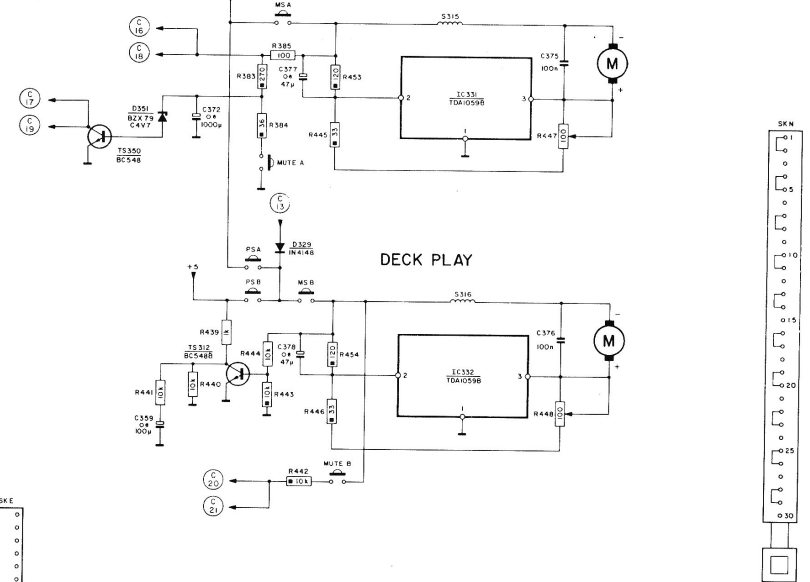 MSA
C 16
C 18
R385
100
S315
C375
100n
M
−
+
R383
270
C377
47µ
120
R453
C 17
C 19
D351
BZX79
C4V7
C372
1000µ
36
R384
R445
33
2
IC331
TDA1059B
3
1
R447
100
SKN
1
TS350
BC548
MUTE A
5
C 13
D329
1N4148
PSA
DECK PLAY
10
+5
PSB
MSB
S316
15
R439
1k
TS312
BC548B
R444
10k
C378
47µ
120
R454
C376
100n
M
−
+
R441
10k
10k
R440
10k
R443
2
IC332
TDA1059B
3
1
20
R446
33
R448
100
C359
100µ
25
MUTE B
R442
10k
C 20
C 21
SKE
30